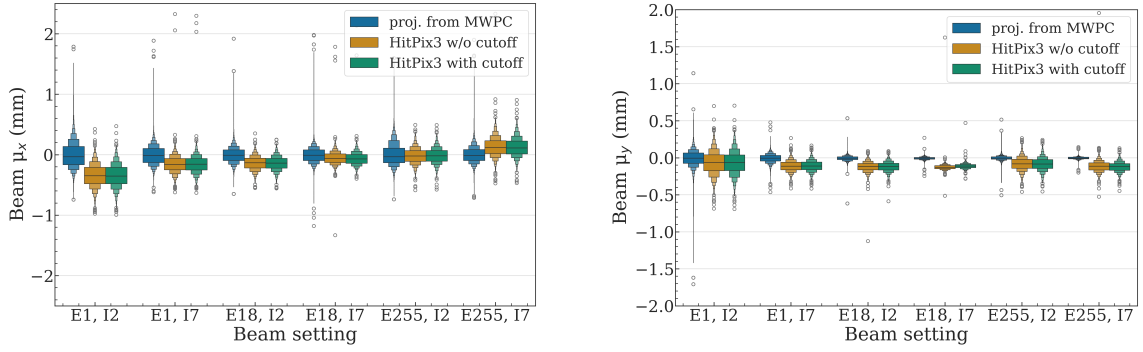 2
1
0
−1
−2
Beam μx (mm)
proj. from MWPC
HitPix3 w/o cutoff
HitPix3 with cutoff
E1, I2 E1, I7 E18, I2 E18, I7 E255, I2 E255, I7
Beam setting
2.0
1.5
1.0
0.5
0.0
−0.5
−1.0
−1.5
−2.0
Beam μy (mm)
proj. from MWPC
HitPix3 w/o cutoff
HitPix3 with cutoff
E1, I2 E1, I7 E18, I2 E18, I7 E255, I2 E255, I7
Beam setting